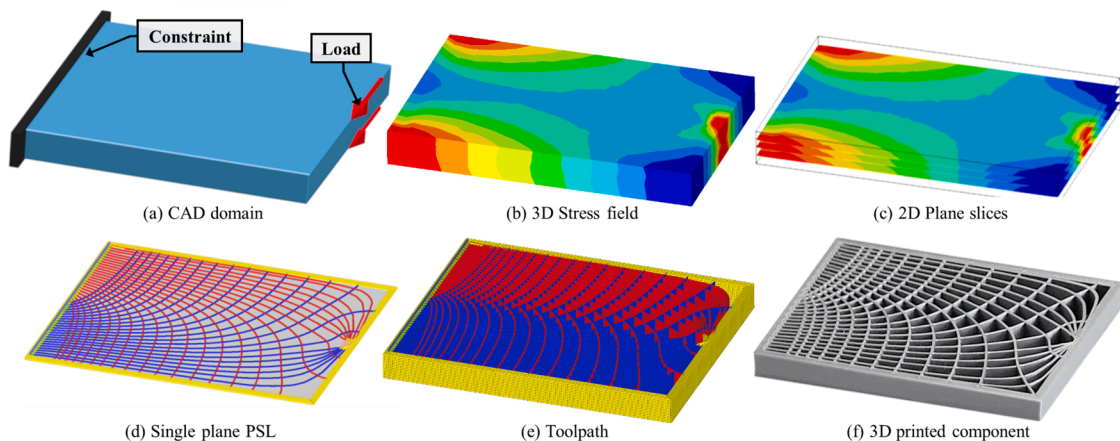 Constraint
Load
(a) CAD domain
(b) 3D Stress field
(c) 2D Plane slices
(d) Single plane PSL
(e) Toolpath
(f) 3D printed component